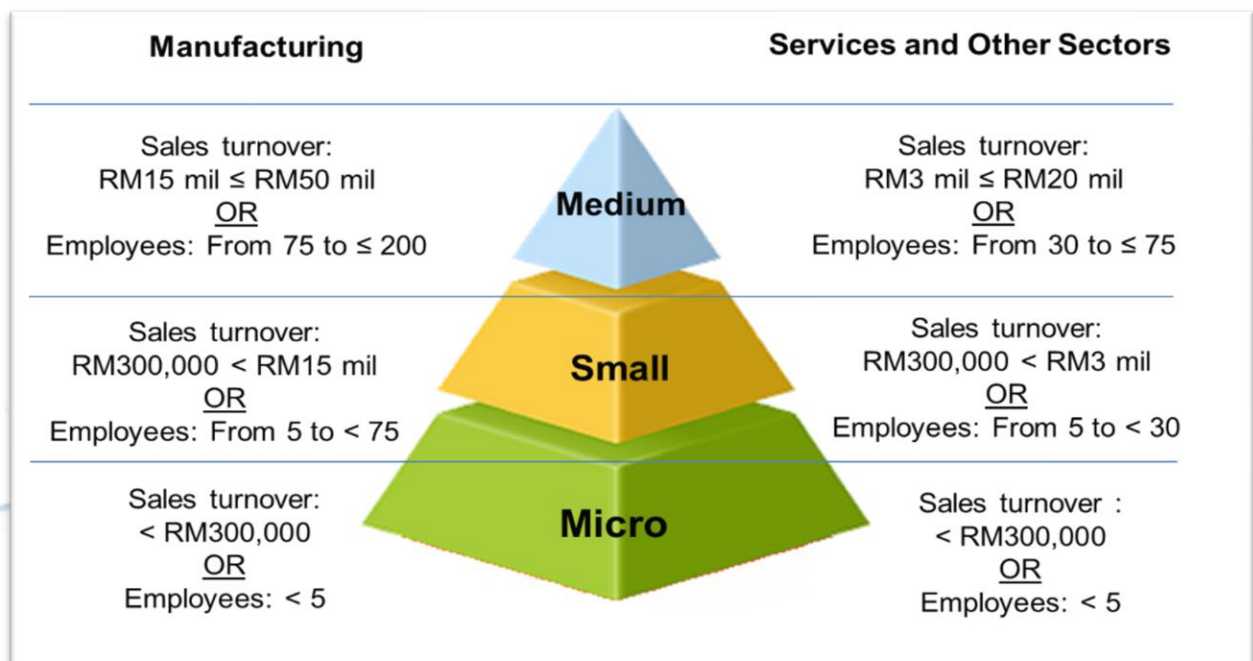 Manufacturing
Services and Other Sectors
Sales turnover:
RM15 mil ≤ RM50 mil
OR
Employees: From 75 to ≤ 200
Medium
Sales turnover:
RM3 mil ≤ RM20 mil
OR
Employees: From 30 to ≤ 75
Sales turnover:
RM300,000 < RM15 mil
OR
Employees: From 5 to < 75
Small
Sales turnover:
RM300,000 < RM3 mil
OR
Employees: From 5 to < 30
Sales turnover:
< RM300,000
OR
Employees: < 5
Micro
Sales turnover :
< RM300,000
OR
Employees: < 5